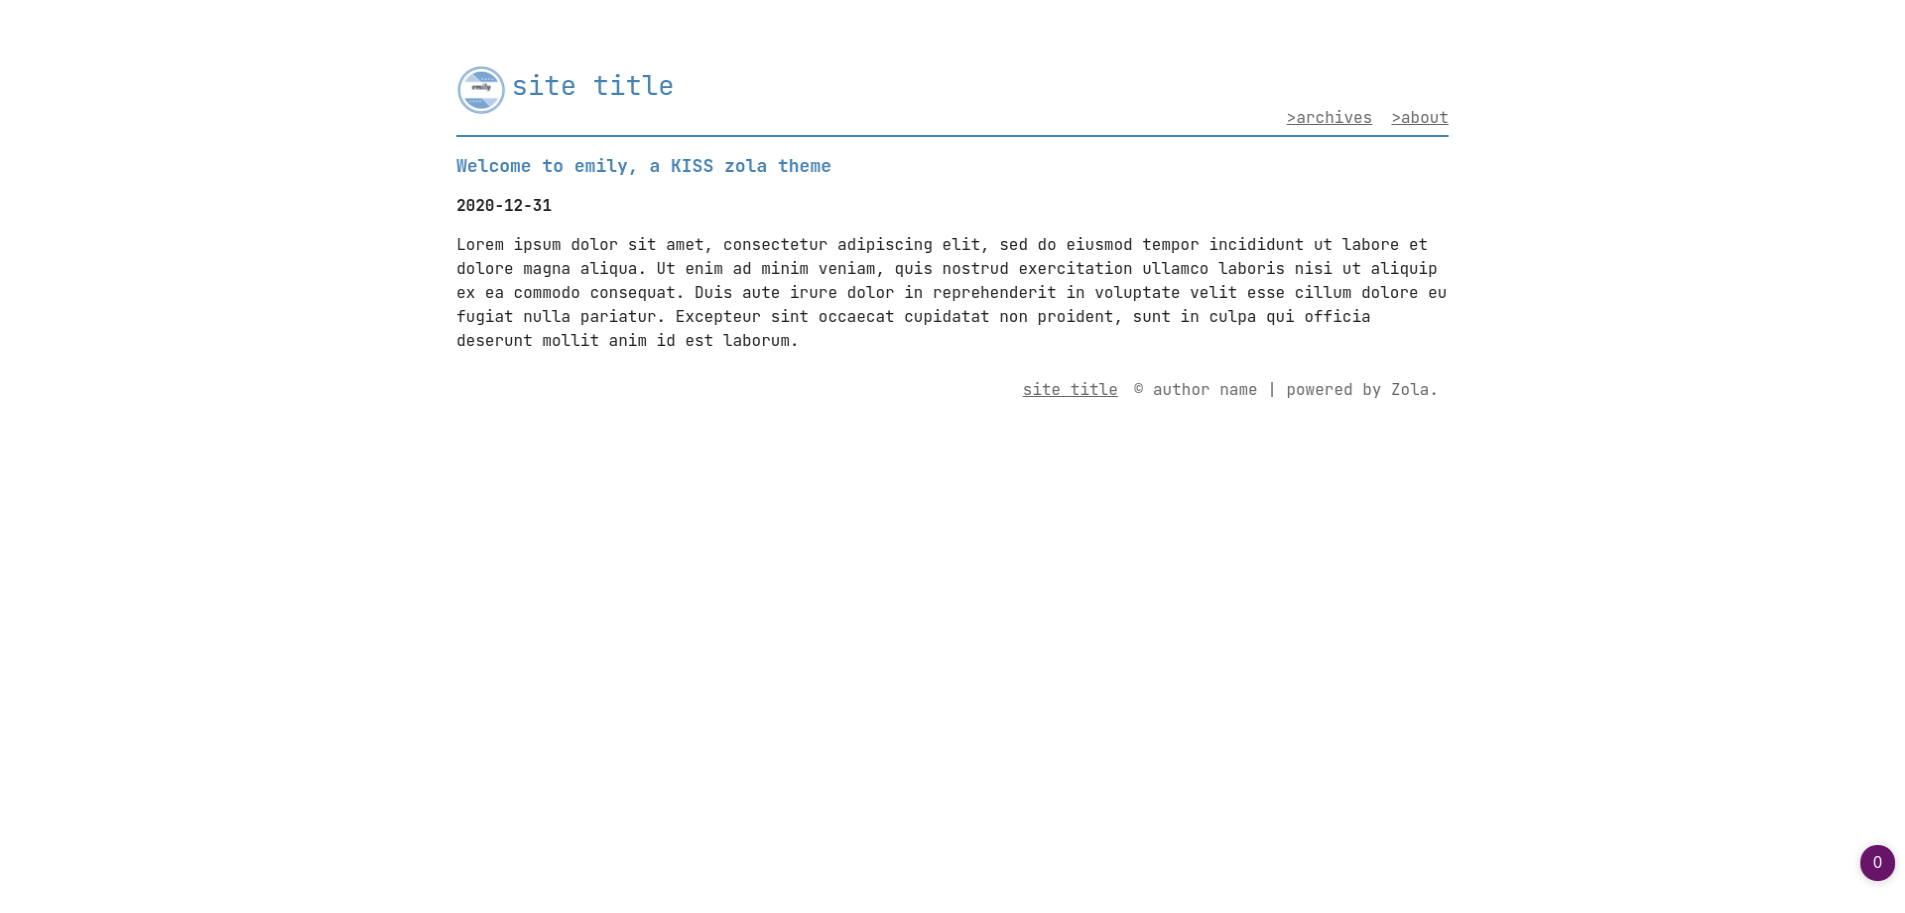 emily
site title
>archives >about
Welcome to emily, a KISS zola theme
2020-12-31
Lorem ipsum dolor sit amet, consectetur adipiscing elit, sed do eiusmod tempor incididunt ut labore et
dolore magna aliqua. Ut enim ad minim veniam, quis nostrud exercitation ullamco laboris nisi ut aliquip
ex ea commodo consequat. Duis aute irure dolor in reprehenderit in voluptate velit esse cillum dolore eu
fugiat nulla pariatur. Excepteur sint occaecat cupidatat non proident, sunt in culpa qui officia
deserunt mollit anim id est laborum.
site title © author name | powered by Zola.
0